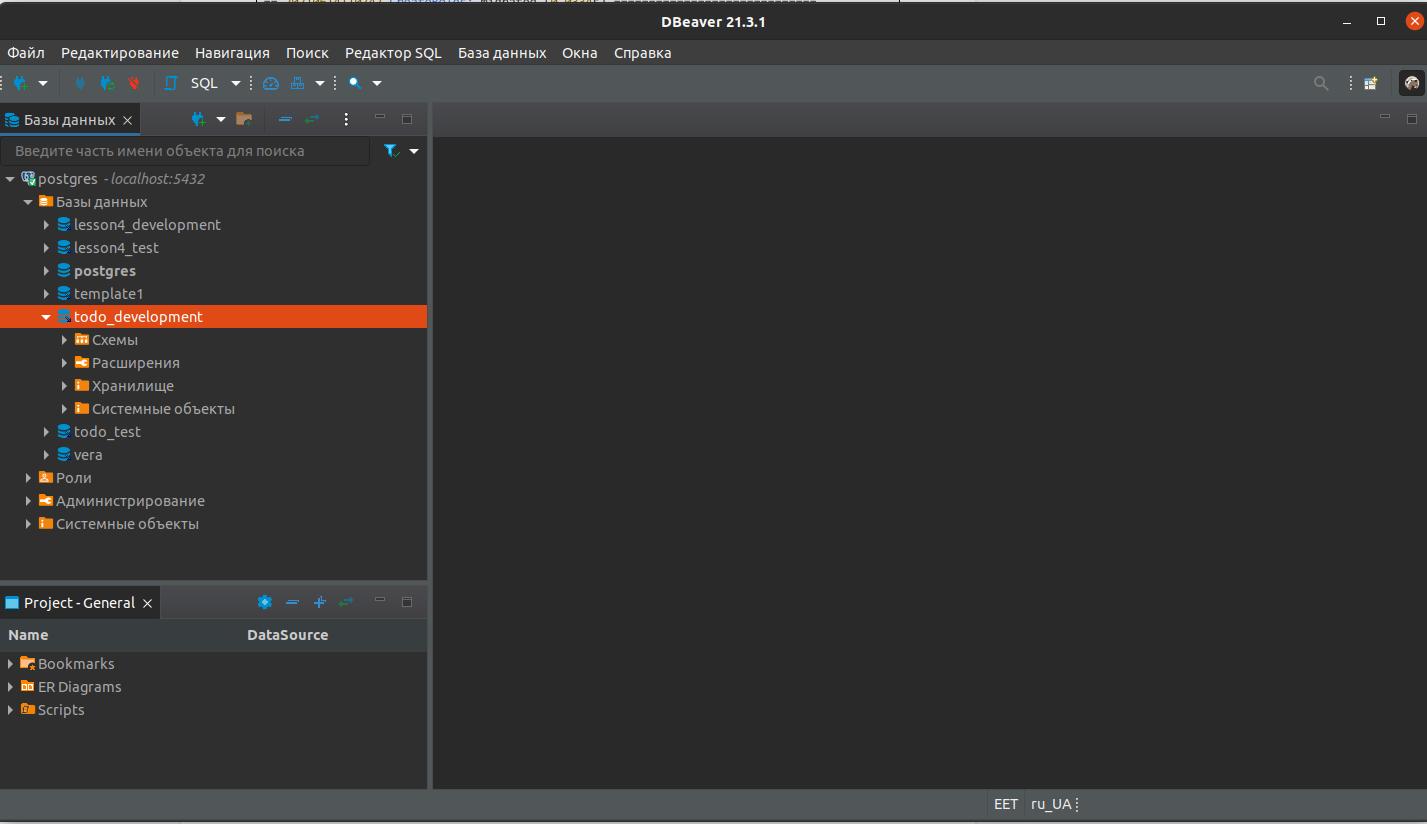 DBeaver 21.3.1
Файл Редактирование Навигация Поиск Редактор SQL База данных Окна Справка
SQL
Базы данных
Введите часть имени объекта для поиска
postgres - localhost:5432
Базы данных
lesson4_development
lesson4_test
postgres
template1
todo_development
Схемы
Расширения
Хранилище
Системные объекты
todo_test
vera
Роли
Администрирование
Системные объекты
Project - General
Name DataSource
Bookmarks
ER Diagrams
Scripts
EET ru_UA